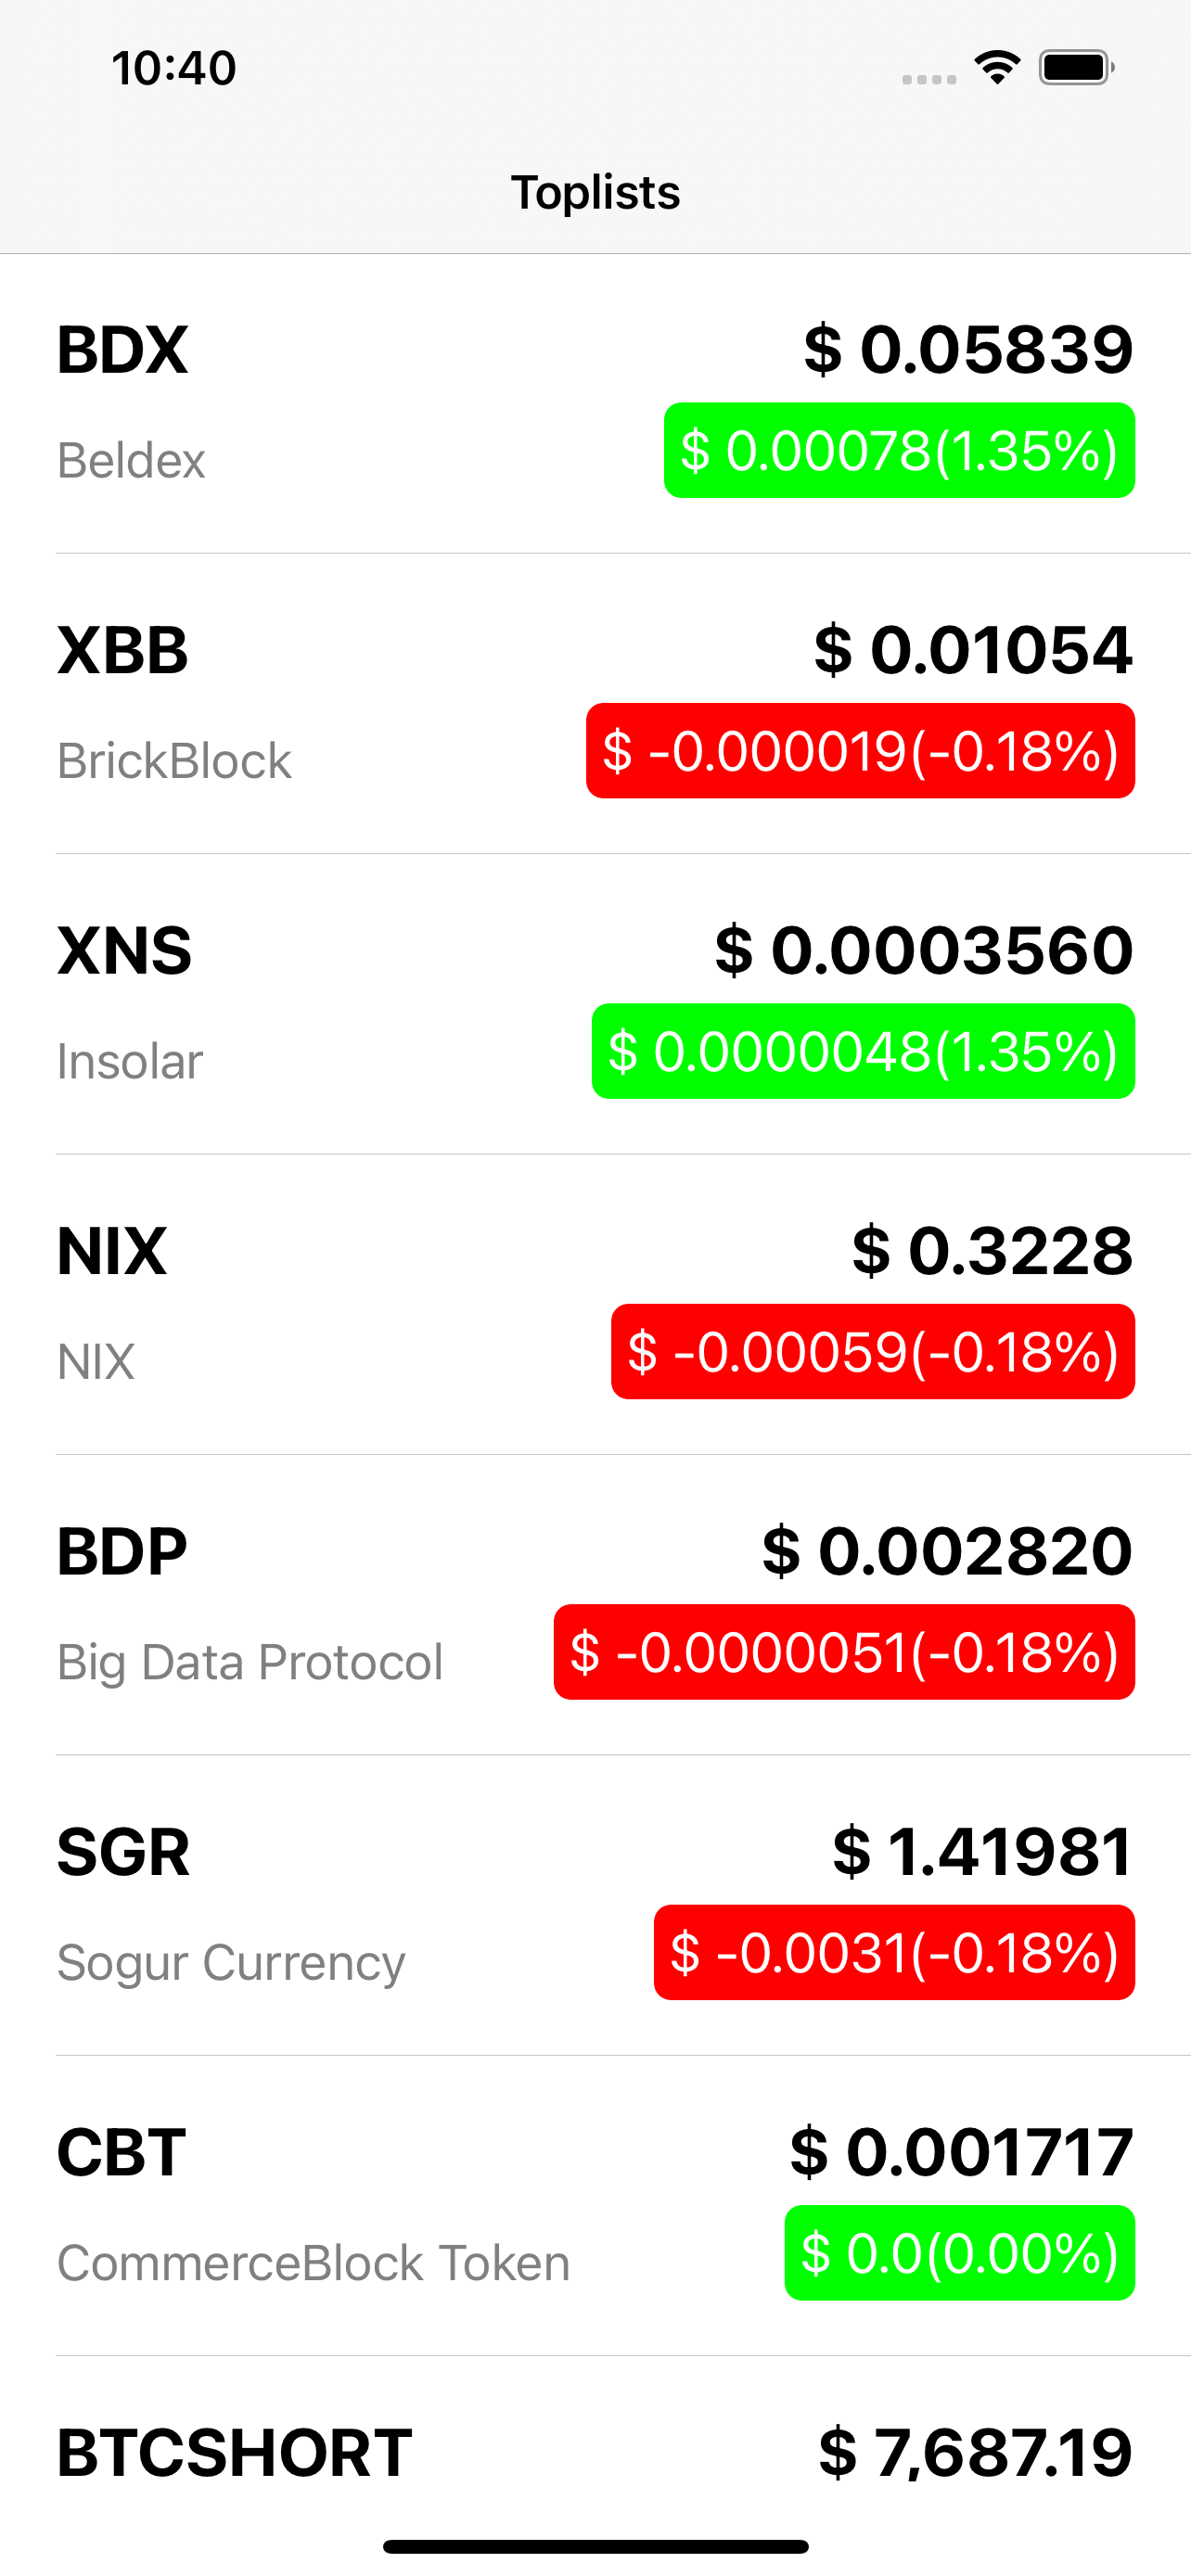 10:40
Toplists
BDX $ 0.05839
Beldex $ 0.00078(1.35%)
XBB $ 0.01054
BrickBlock $ -0.000019(-0.18%)
XNS $ 0.0003560
Insolar $ 0.0000048(1.35%)
NIX $ 0.3228
NIX $ -0.00059(-0.18%)
BDP $ 0.002820
Big Data Protocol $ -0.0000051(-0.18%)
SGR $ 1.41981
Sogur Currency $ -0.0031(-0.18%)
CBT $ 0.001717
CommerceBlock Token $ 0.0(0.00%)
BTCSHORT $ 7,687.19